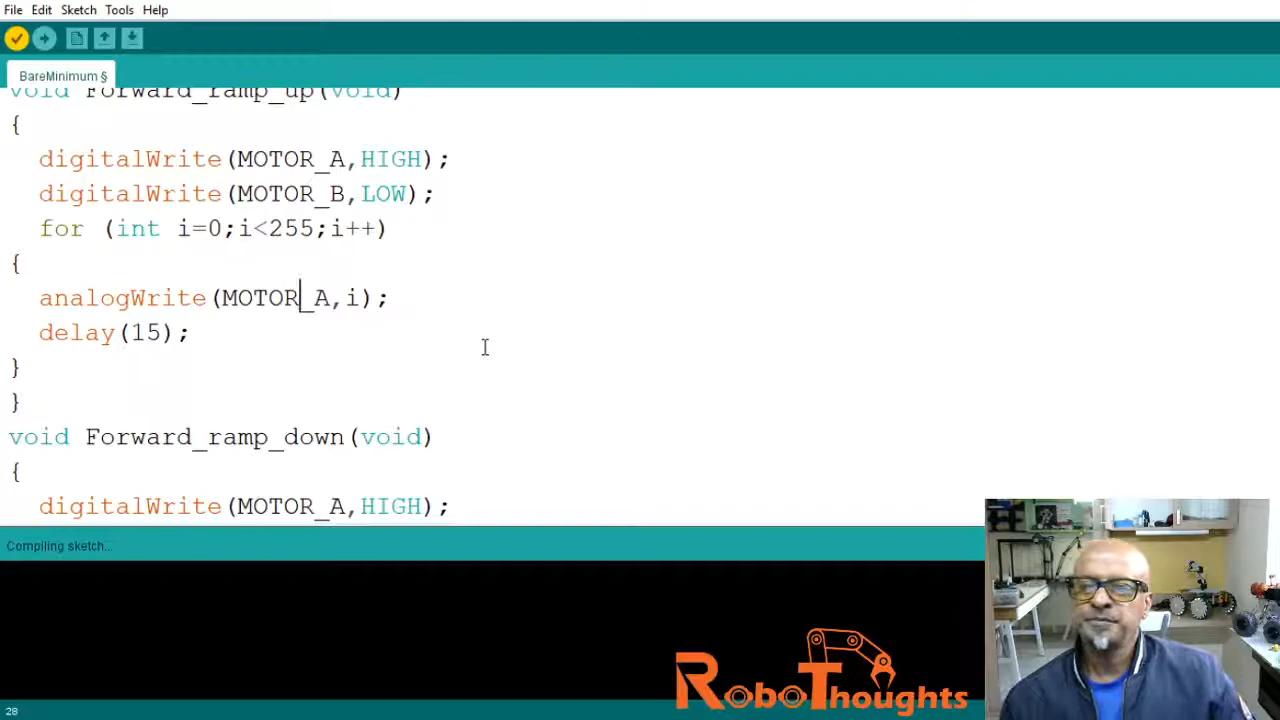 File Edit Sketch Tools Help
BareMinimum §
void Forward_ramp_up(void)
{
digitalWrite(MOTOR_A,HIGH);
digitalWrite(MOTOR_B,LOW);
for (int i=0;i<255;i++)
{
analogWrite(MOTOR_A,i);
delay(15);
}
}
void Forward_ramp_down(void)
{
digitalWrite(MOTOR_A,HIGH);
Compiling sketch...
RoboThoughts
28